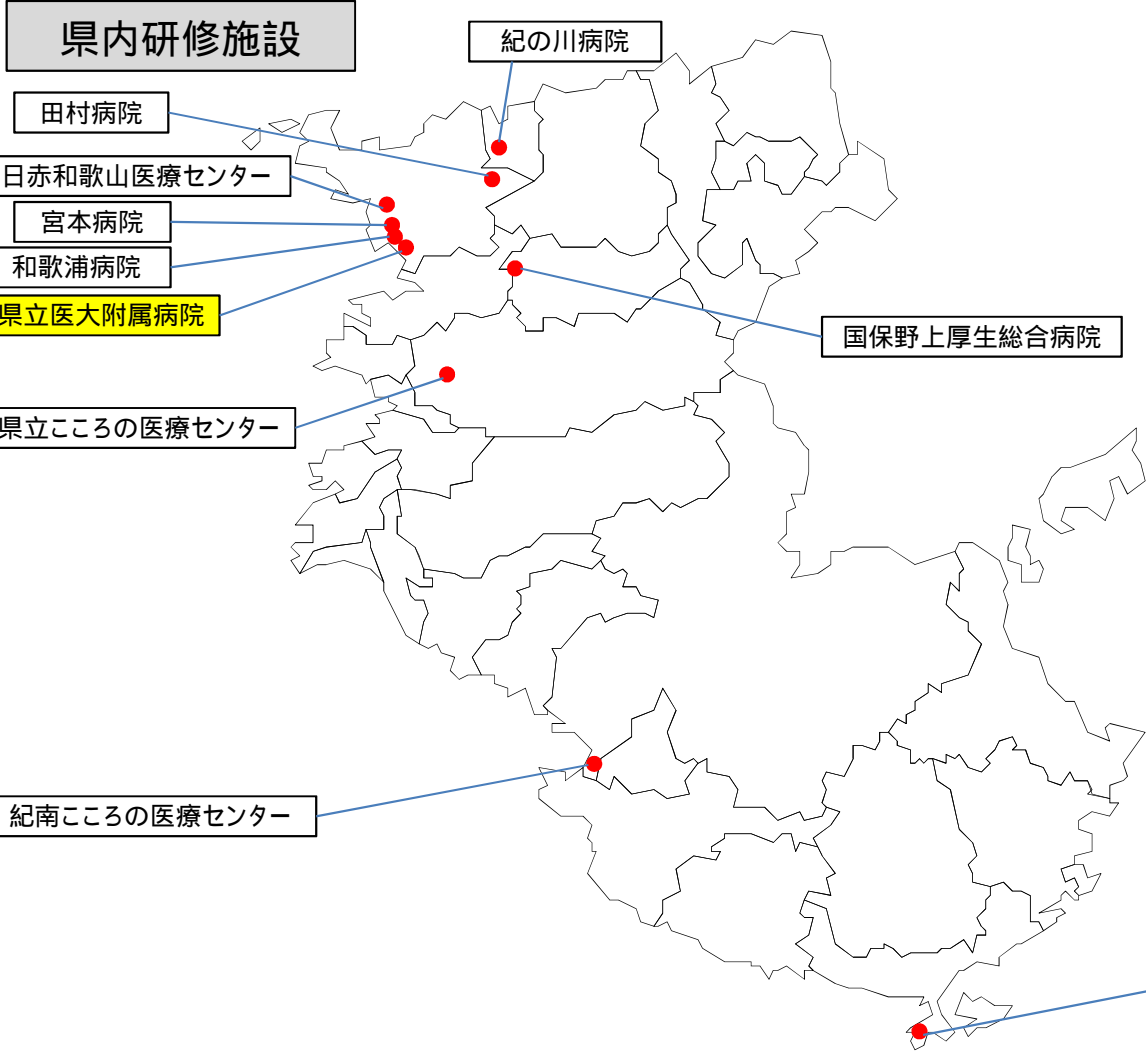 県内研修施設
紀の川病院
田村病院
日赤和歌山医療センター
宮本病院
和歌浦病院
県立医大附属病院
国保野上厚生総合病院
県立こころの医療センター
紀南こころの医療センター